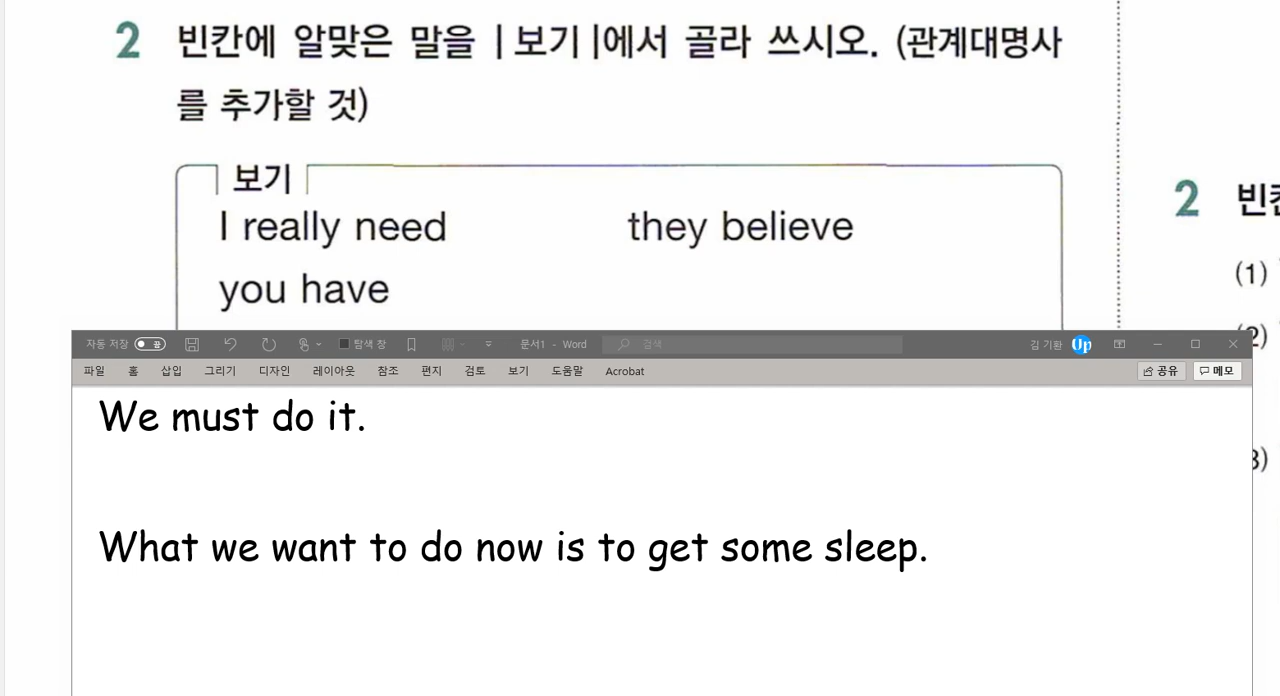 2 빈칸에 알맞은 말을 |보기|에서 골라 쓰시오. (관계대명사
를 추가할 것)
보기
I really need they believe
you have
2
(1)
2)
3)
자동 저장 끔 탐색 창 문서1 - Word 검색 김 기환 Up
파일 홈 삽입 그리기 디자인 레이아웃 참조 편지 검토 보기 도움말 Acrobat 공유 메모
We must do it.
What we want to do now is to get some sleep.